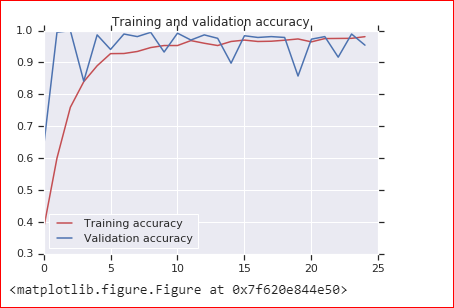 Training and validation accuracy
1.0
0.9
0.8
0.7
0.6
0.5
0.4
0.3
Training accuracy
Validation accuracy
0 5 10 15 20 25
<matplotlib.figure.Figure at 0x7f620e844e50>